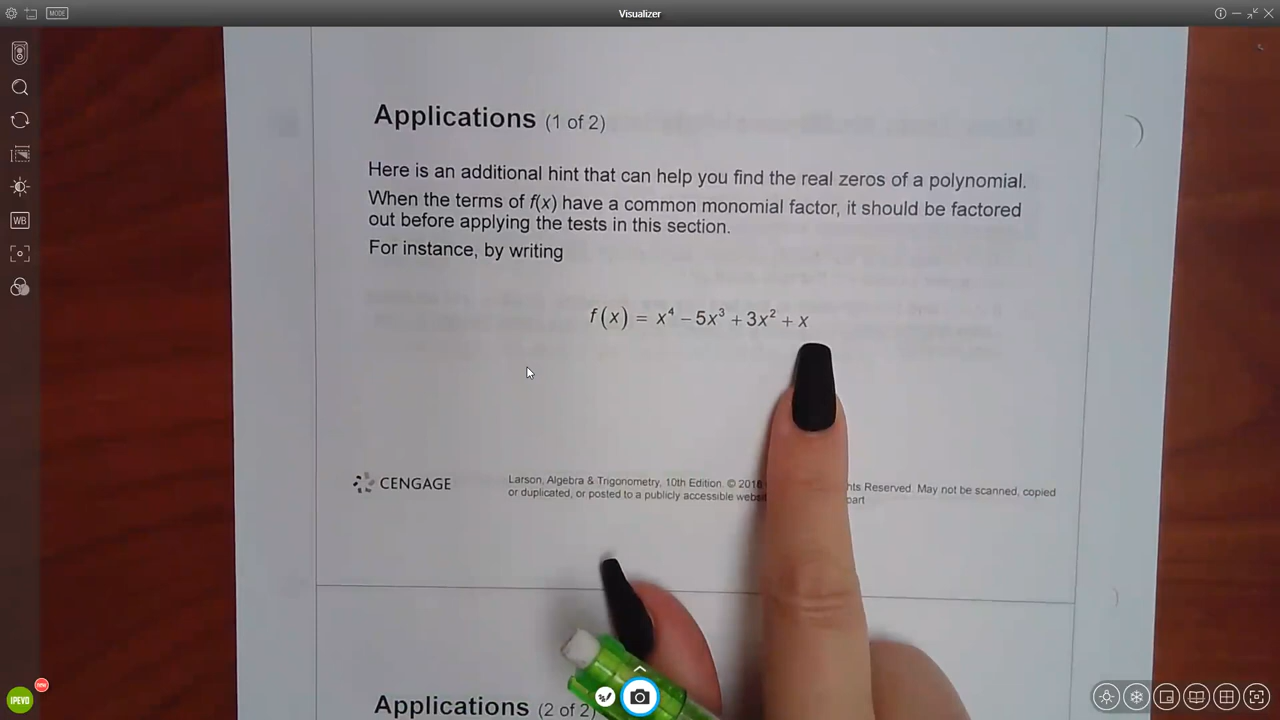 MODE
Visualizer
WB
Applications (1 of 2)
Here is an additional hint that can help you find the real zeros of a polynomial.
When the terms of f(x) have a common monomial factor, it should be factored
out before applying the tests in this section.
For instance, by writing
f(x) = x⁴ − 5x³ + 3x² + x
CENGAGE
Larson, Algebra & Trigonometry, 10th Edition. © 2018 Rights Reserved. May not be scanned, copied
or duplicated, or posted to a publicly accessible part
Applications (2 of 2)
IPEVO
new